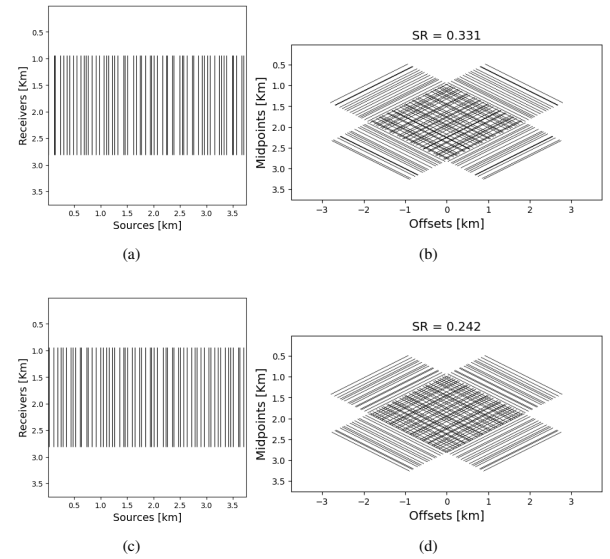 0.5
1.0
1.5
2.0
2.5
3.0
3.5
Receivers [Km]
0.5 1.0 1.5 2.0 2.5 3.0 3.5
Sources [km]
(a)
SR = 0.331
0.5
1.0
1.5
2.0
2.5
3.0
3.5
Midpoints [Km]
−3 −2 −1 0 1 2 3
Offsets [km]
(b)
0.5
1.0
1.5
2.0
2.5
3.0
3.5
Receivers [Km]
0.5 1.0 1.5 2.0 2.5 3.0 3.5
Sources [km]
(c)
SR = 0.242
0.5
1.0
1.5
2.0
2.5
3.0
3.5
Midpoints [Km]
−3 −2 −1 0 1 2 3
Offsets [km]
(d)